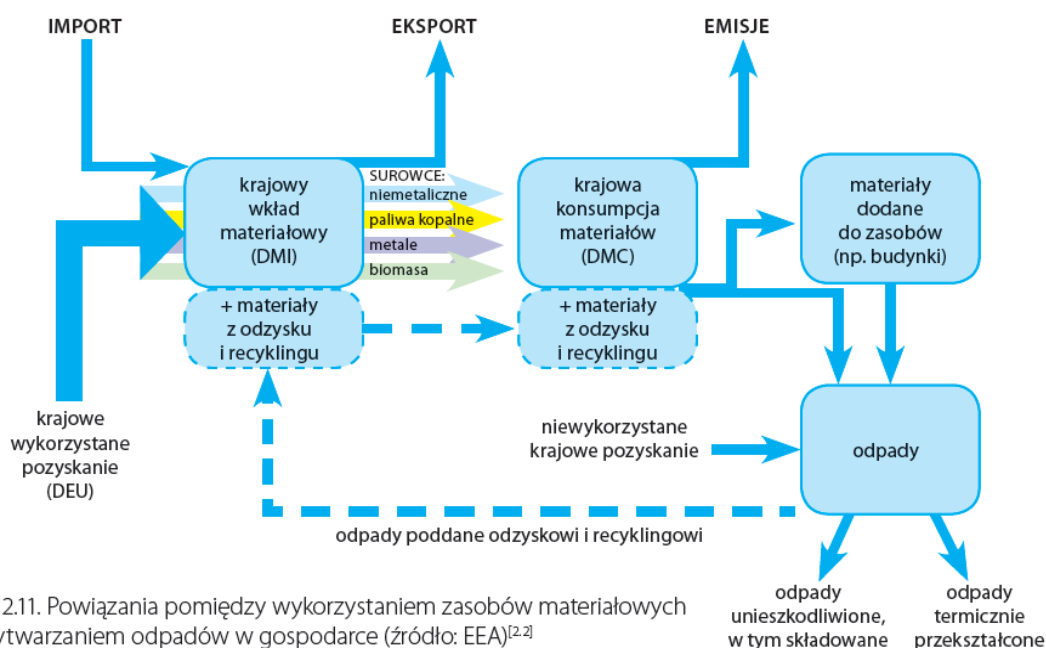 IMPORT
EKSPORT
EMISJE
krajowy
wkład
materiałowy
(DMI)
SUROWCE:
niemetaliczne
paliwa kopalne
metale
biomasa
krajowa
konsumpcja
materiałów
(DMC)
materiały
dodane
do zasobów
(np. budynki)
+ materiały
z odzysku
i recyklingu
+ materiały
z odzysku
i recyklingu
krajowe
wykorzystane
pozyskanie
(DEU)
niewykorzystane
krajowe pozyskanie
odpady
odpady poddane odzyskowi i recyklingowi
odpady
unieszkodliwione,
w tym składowane
odpady
termicznie
przekształcone
2.11. Powiązania pomiędzy wykorzystaniem zasobów materiałowych
ytwarzaniem odpadów w gospodarce (źródło: EEA)[2.2]